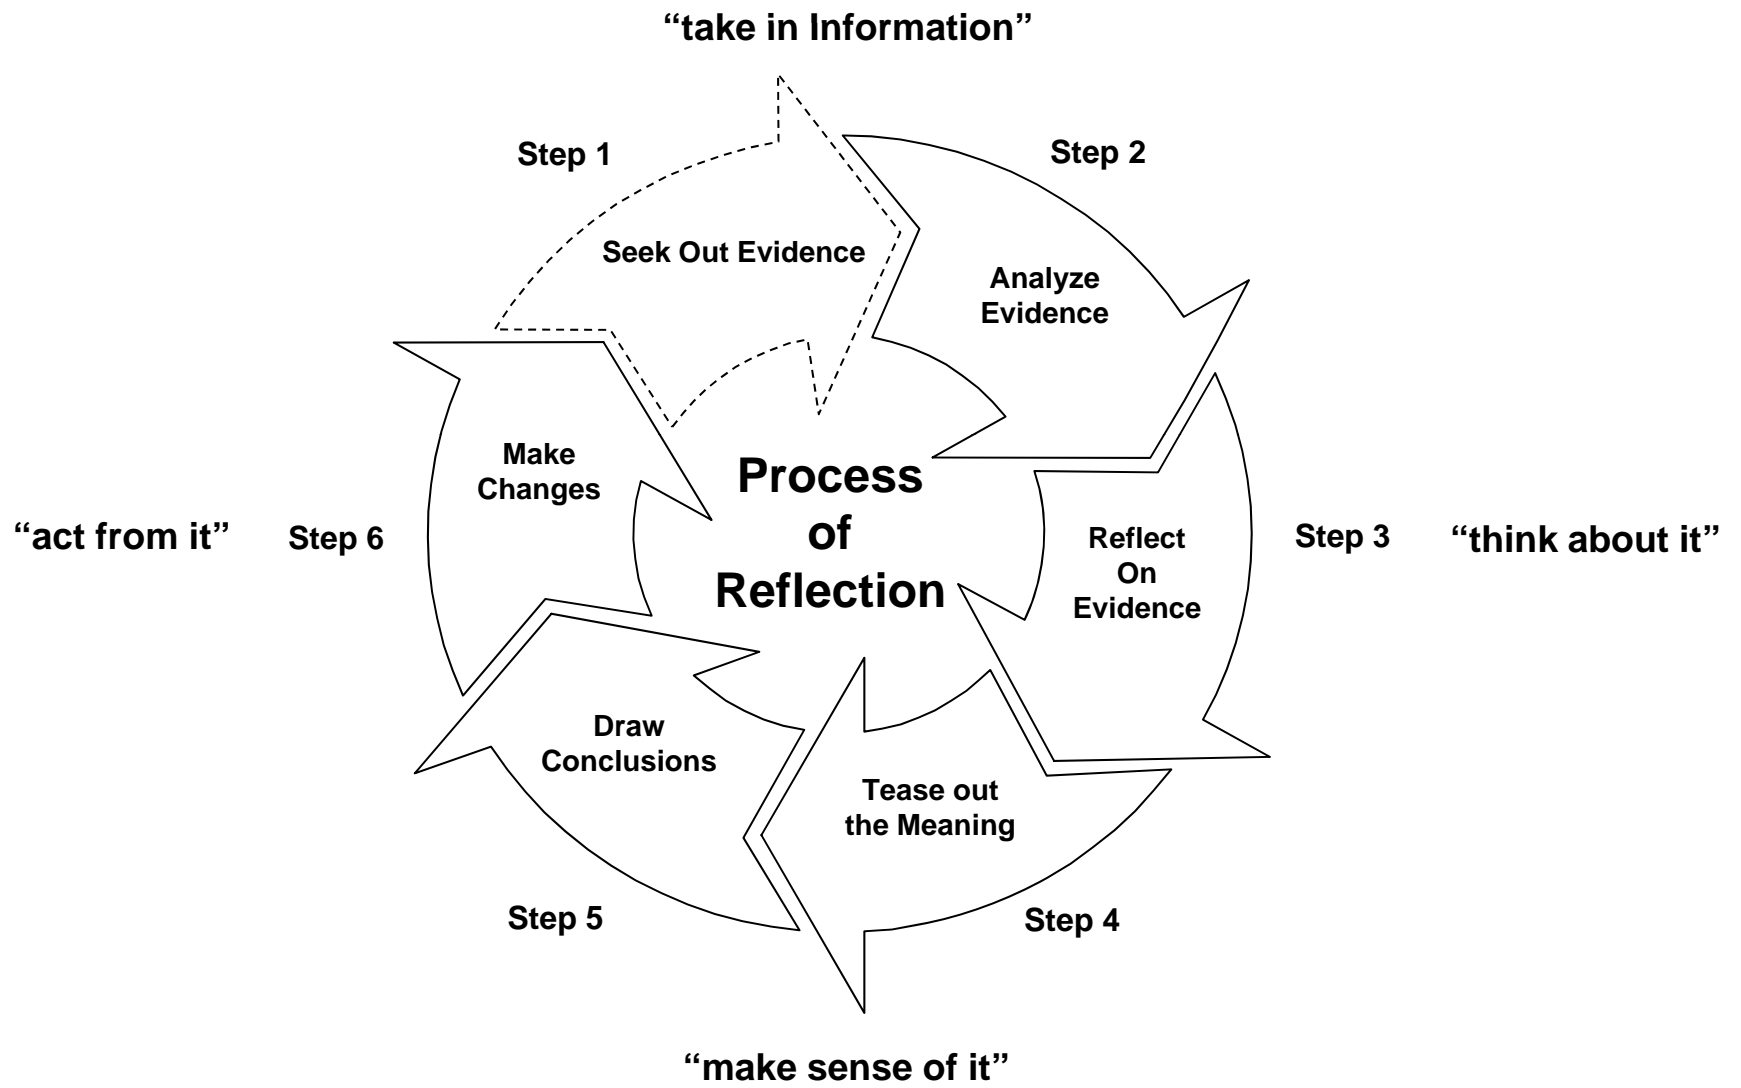 “take in Information”
Step 1
Step 2
Seek Out Evidence
Analyze
Evidence
Make
Changes
Process
of
Reflection
“act from it”
Step 6
Reflect
On
Evidence
Step 3
“think about it”
Draw
Conclusions
Tease out
the Meaning
Step 5
Step 4
“make sense of it”